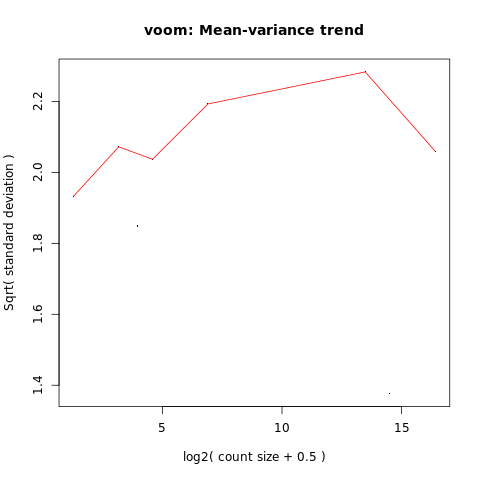 voom: Mean-variance trend
Sqrt( standard deviation )
2.2
2.0
1.8
1.6
1.4
5
10
15
log2( count size + 0.5 )